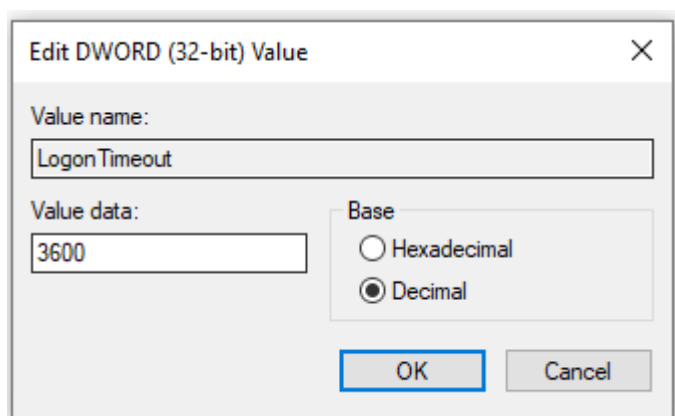 Edit DWORD (32-bit) Value
Value name:
LogonTimeout
Value data:
3600
Base
Hexadecimal
Decimal
OK
Cancel